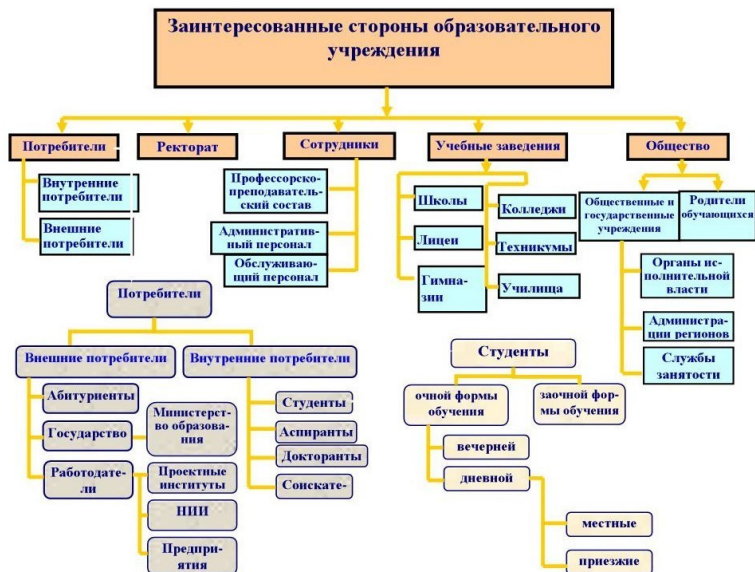 Заинтересованные стороны образовательного
учреждения
Потребители
Ректорат
Сотрудники
Учебные заведения
Общество
Внутренние
потребители
Внешние
потребители
Профессорско-
преподаватель-
ский состав
Административ-
ный персонал
Обслуживаю-
щий персонал
Школы
Лицеи
Гимна-
зии
Колледжи
Техникумы
Училища
Общественные и
государственные
учреждения
Родители
обучающихся
Органы ис-
полнительной
власти
Администра-
ции регионов
Службы
занятости
Потребители
Внешние потребители
Внутренние потребители
Абитуриенты
Государство
Министерст-
во образова-
ния
Работодате-
ли
Проектные
институты
НИИ
Предпри-
ятия
Студенты
Аспиранты
Докторанты
Соискате-
Студенты
очной формы
обучения
заочной фор-
мы обучения
вечерней
дневной
местные
приезжие